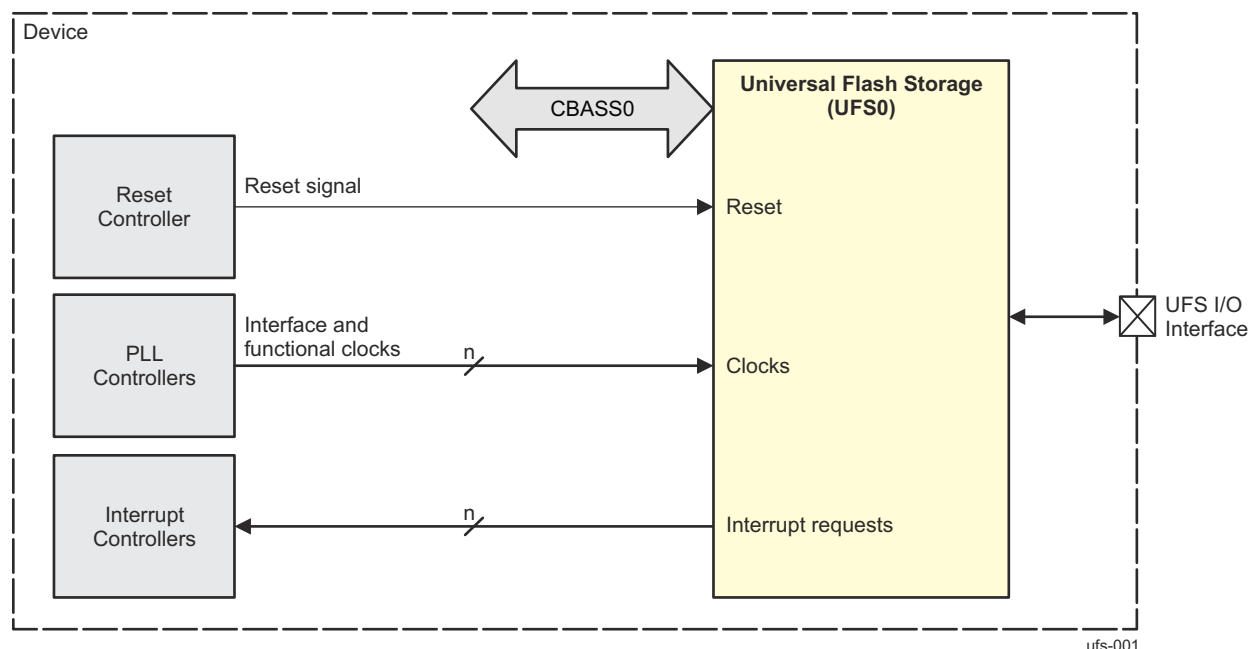 Device
CBASS0
Universal Flash Storage
(UFS0)
Reset
Controller
Reset signal
Reset
PLL
Controllers
Interface and
functional clocks
n
Clocks
UFS I/O
Interface
Interrupt
Controllers
n
Interrupt requests
ufs-001